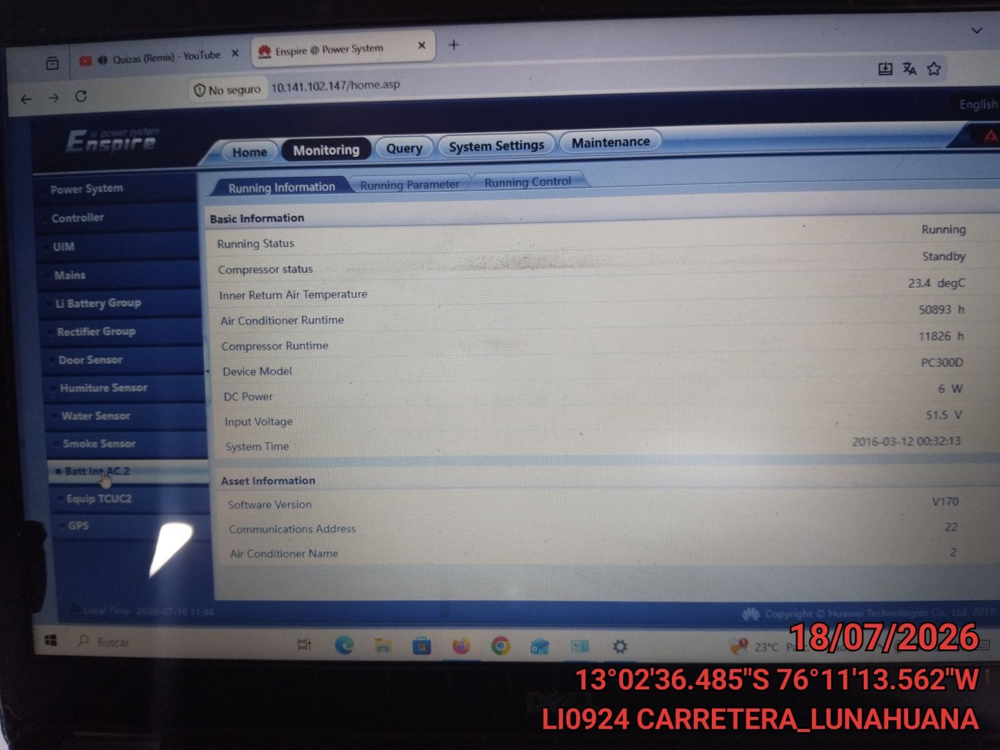 Quizas (Remix) - YouTube
Enspire @ Power System
No seguro 10.141.102.147/home.asp
English
@ power system
Enspire
Home Monitoring Query System Settings Maintenance
Running Information Running Parameter Running Control
Power System
Controller
UIM
Mains
Li Battery Group
Rectifier Group
Door Sensor
Humiture Sensor
Water Sensor
Smoke Sensor
Batt Int AC.2
Equip TCUC2
GPS
Basic Information
Running Status Running
Compressor status Standby
Inner Return Air Temperature 23.4 degC
Air Conditioner Runtime 50893 h
Compressor Runtime 11826 h
Device Model PC300D
DC Power 6 W
Input Voltage 51.5 V
System Time 2016-03-12 00:32:13
Asset Information
Software Version V170
Communications Address 22
Air Conditioner Name 2
Local Time 2026-07-18 11:44
Copyright © Huawei Technologies Co., Ltd. 2019.
Buscar
23°C
18/07/2026
13°02'36.485"S 76°11'13.562"W
DELL
LI0924 CARRETERA_LUNAHUANA